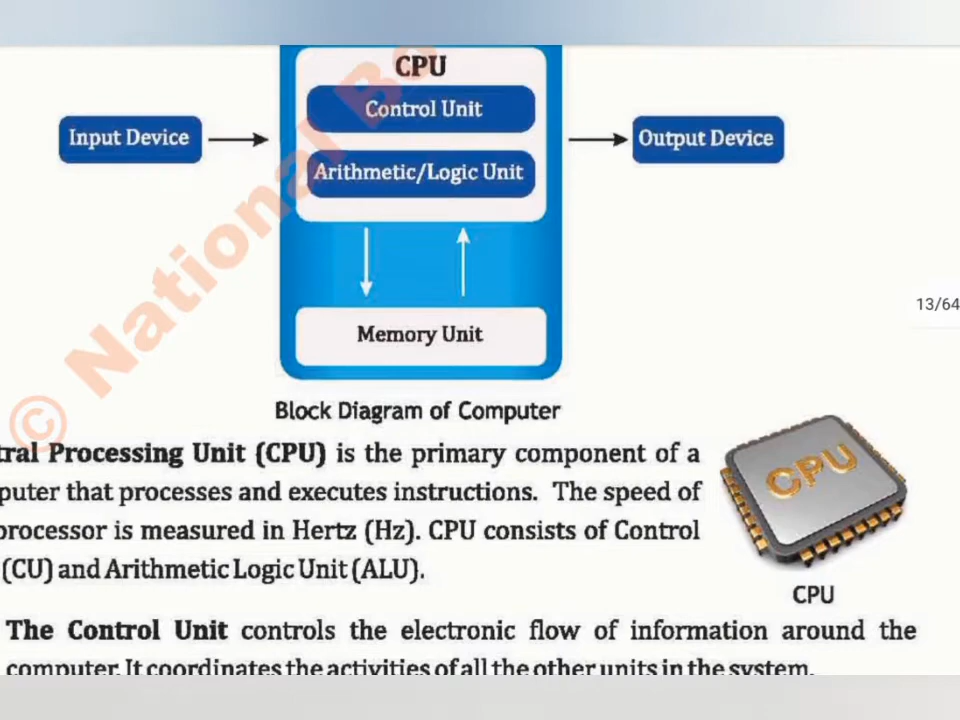 CPU
Control Unit
Input Device
Output Device
Arithmetic/Logic Unit
Memory Unit
© National Bo
13/64
Block Diagram of Computer
tral Processing Unit (CPU) is the primary component of a
puter that processes and executes instructions. The speed of
processor is measured in Hertz (Hz). CPU consists of Control
(CU) and Arithmetic Logic Unit (ALU).
CPU
CPU
The Control Unit controls the electronic flow of information around the
computer. It coordinates the activities of all the other units in the system.